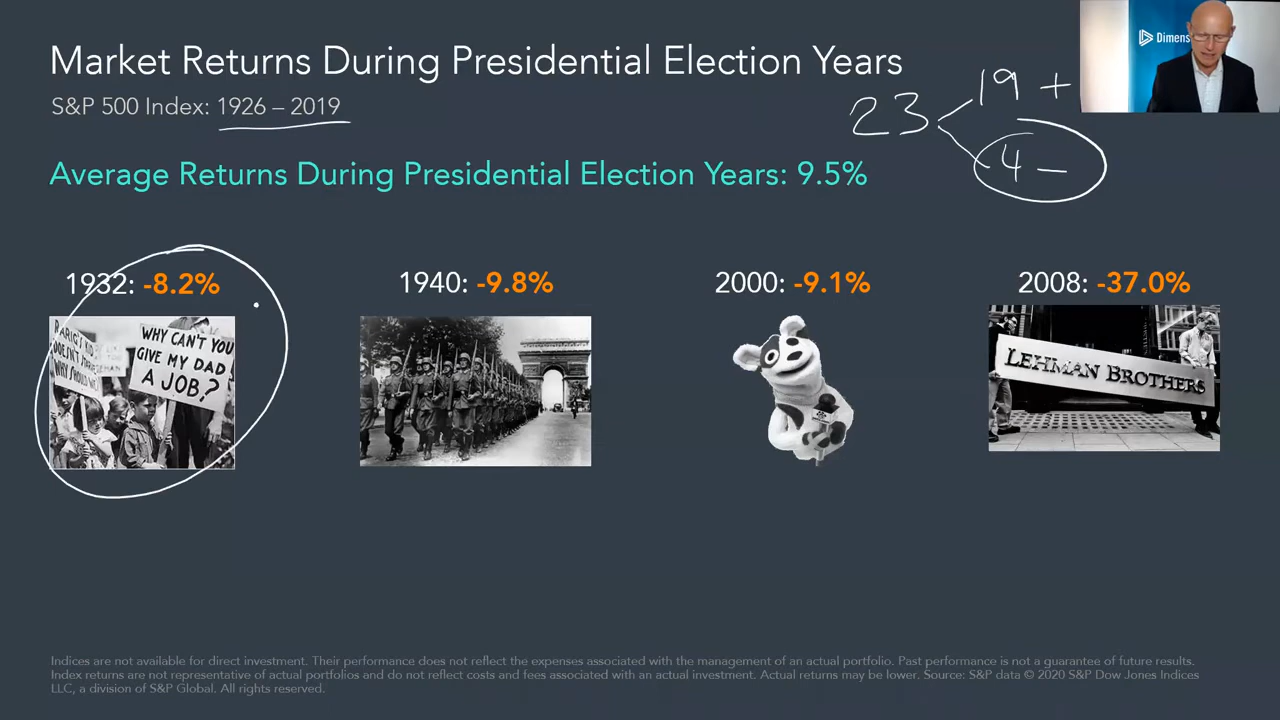 Market Returns During Presidential Election Years
S&P 500 Index: 1926 – 2019
23
19 +
4 –
Dimens
Average Returns During Presidential Election Years: 9.5%
1932: -8.2%
1940: -9.8%
2000: -9.1%
2008: -37.0%
WHY CAN'T YOU
GIVE MY DAD
A JOB?
WHY
LEHMAN BROTHERS
Indices are not available for direct investment. Their performance does not reflect the expenses associated with the management of an actual portfolio. Past performance is not a guarantee of future results.
Index returns are not representative of actual portfolios and do not reflect costs and fees associated with an actual investment. Actual returns may be lower. Source: S&P data © 2020 S&P Dow Jones Indices
LLC, a division of S&P Global. All rights reserved.